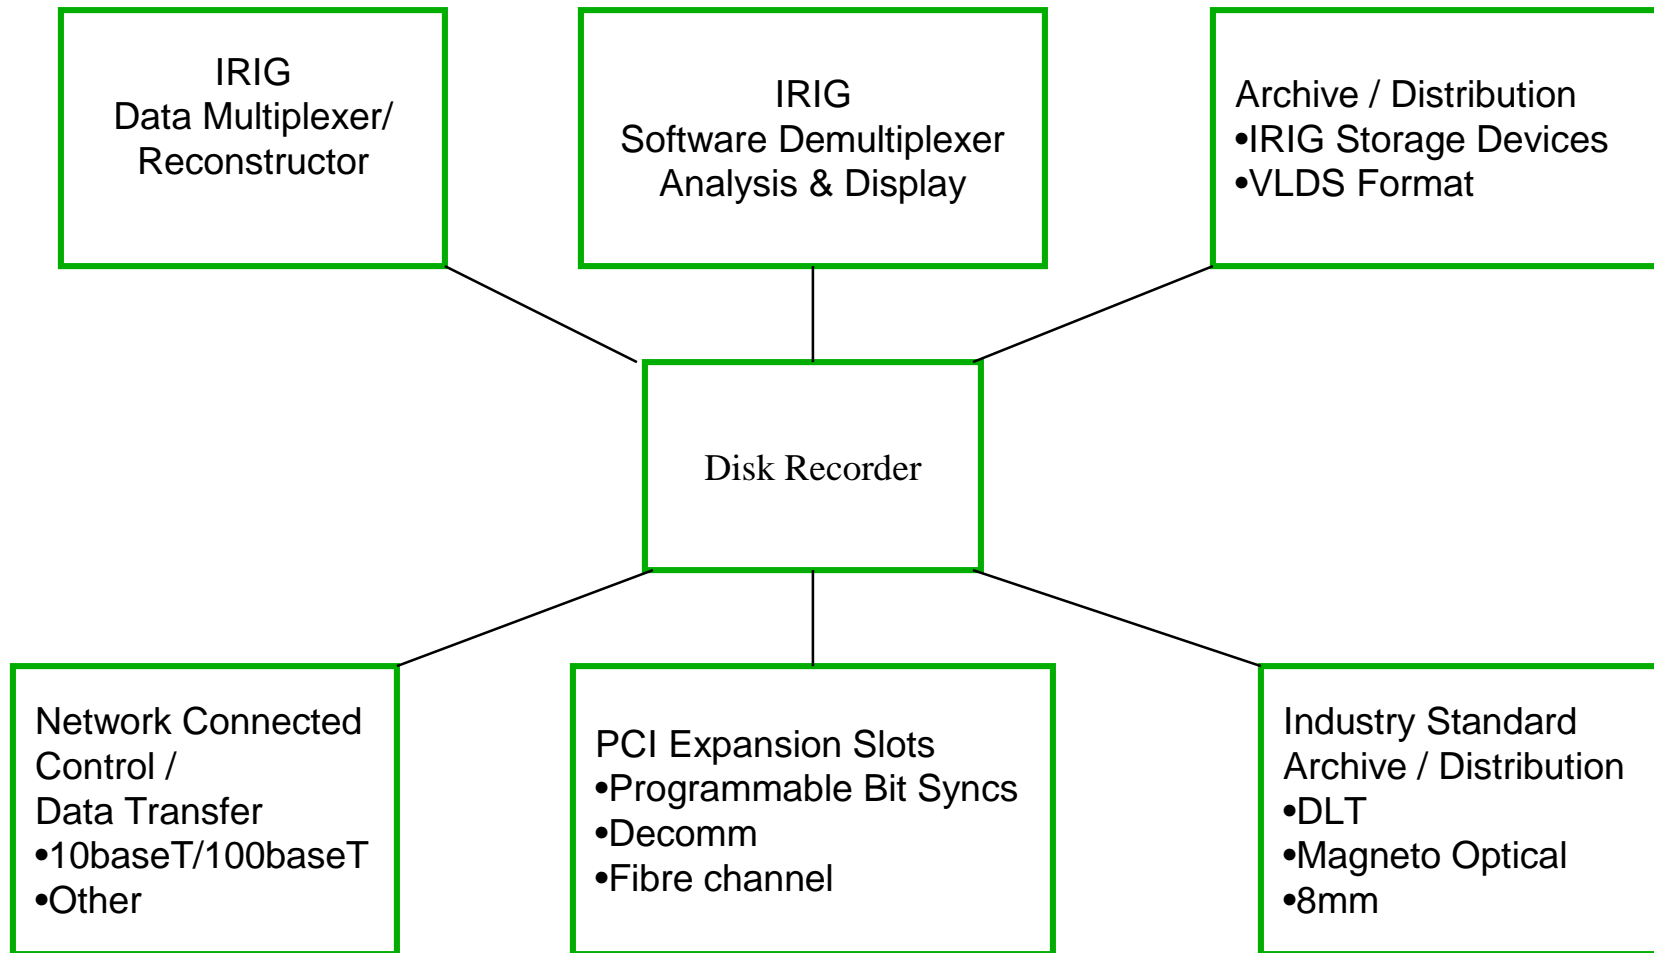 IRIG
Data Multiplexer/
Reconstructor
IRIG
Software Demultiplexer
Analysis & Display
Archive / Distribution
•IRIG Storage Devices
•VLDS Format
Disk Recorder
Network Connected
Control /
Data Transfer
•10baseT/100baseT
•Other
PCI Expansion Slots
•Programmable Bit Syncs
•Decomm
•Fibre channel
Industry Standard
Archive / Distribution
•DLT
•Magneto Optical
•8mm